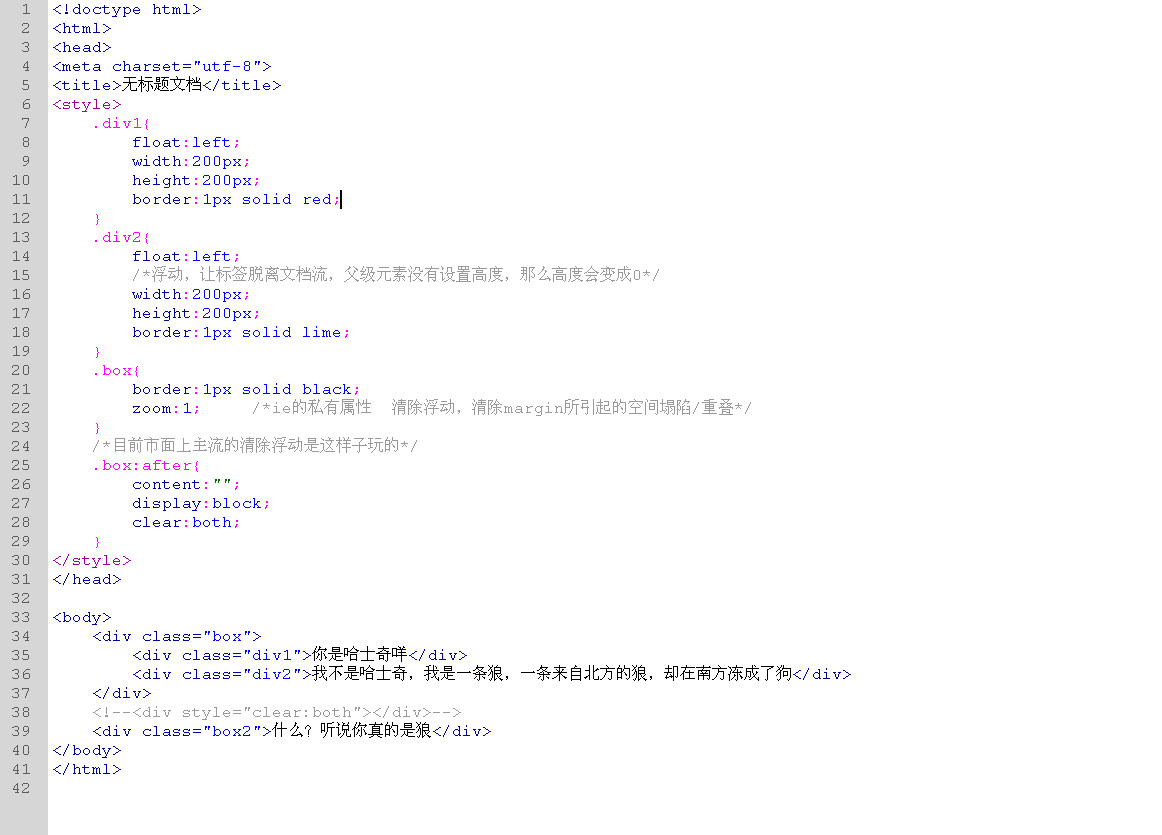 1 <!doctype html>
2 <html>
3 <head>
4 <meta charset="utf-8">
5 <title>无标题文档</title>
6 <style>
7 .div1{
8 float:left;
9 width:200px;
10 height:200px;
11 border:1px solid red;
12 }
13 .div2{
14 float:left;
15 /*浮动，让标签脱离文档流，父级元素没有设置高度，那么高度会变成0*/
16 width:200px;
17 height:200px;
18 border:1px solid lime;
19 }
20 .box{
21 border:1px solid black;
22 zoom:1; /*ie的私有属性 清除浮动，清除margin所引起的空间塌陷/重叠*/
23 }
24 /*目前市面上主流的清除浮动是这样子玩的*/
25 .box:after{
26 content:"";
27 display:block;
28 clear:both;
29 }
30 </style>
31 </head>
32
33 <body>
34 <div class="box">
35 <div class="div1">你是哈士奇咩</div>
36 <div class="div2">我不是哈士奇，我是一条狼，一条来自北方的狼，却在南方冻成了狗</div>
37 </div>
38 <!--<div style="clear:both"></div>-->
39 <div class="box2">什么？听说你真的是狼</div>
40 </body>
41 </html>
42